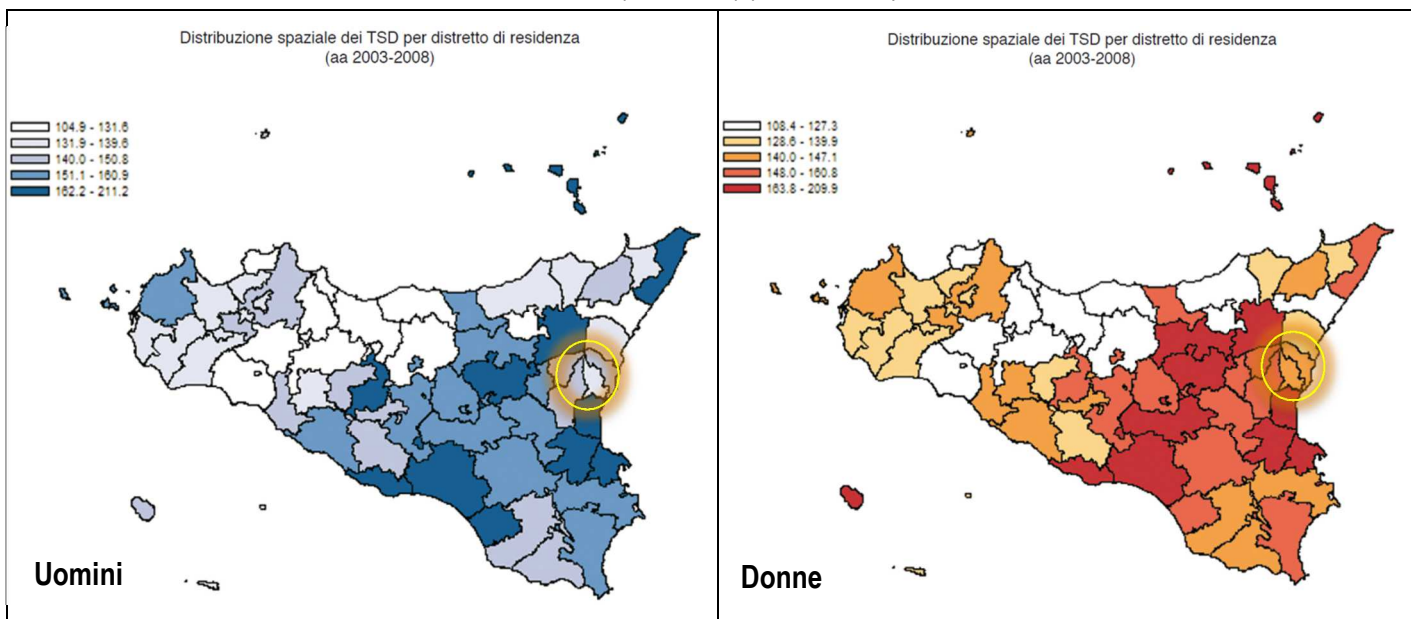 Distribuzione spaziale dei TSD per distretto di residenza
(aa 2003-2008)
104.9 - 131.6
131.9 - 139.6
140.0 - 150.8
151.1 - 160.9
162.2 - 211.2
Uomini
Distribuzione spaziale dei TSD per distretto di residenza
(aa 2003-2008)
108.4 - 127.3
128.6 - 139.9
140.0 - 147.1
148.0 - 160.8
163.8 - 209.9
Donne